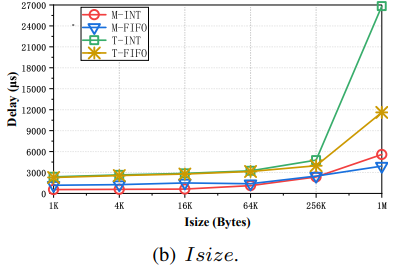 27000
24000
21000
18000
15000
12000
9000
6000
3000
0
Delay (μs)
M-INT
M-FIFO
T-INT
T-FIFO
1K 4K 16K 64K 256K 1M
Isize (Bytes)
(b) Isize.